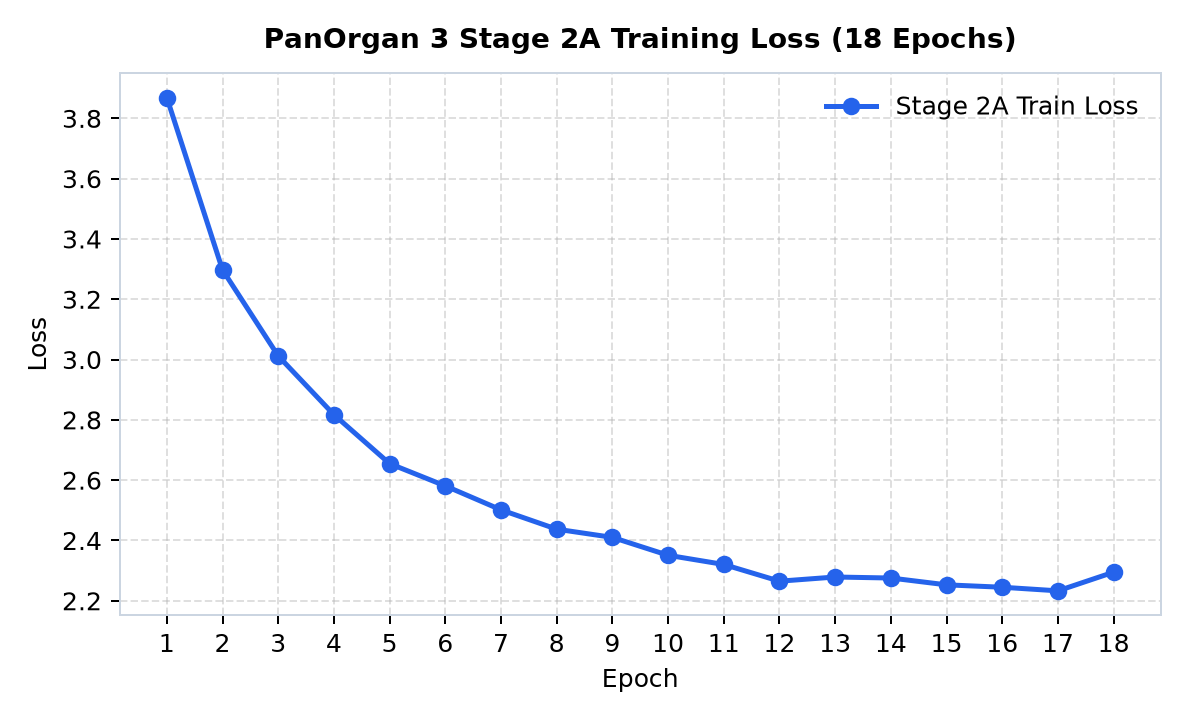 PanOrgan 3 Stage 2A Training Loss (18 Epochs)
Stage 2A Train Loss
Loss
3.8
3.6
3.4
3.2
3.0
2.8
2.6
2.4
2.2
1 2 3 4 5 6 7 8 9 10 11 12 13 14 15 16 17 18
Epoch